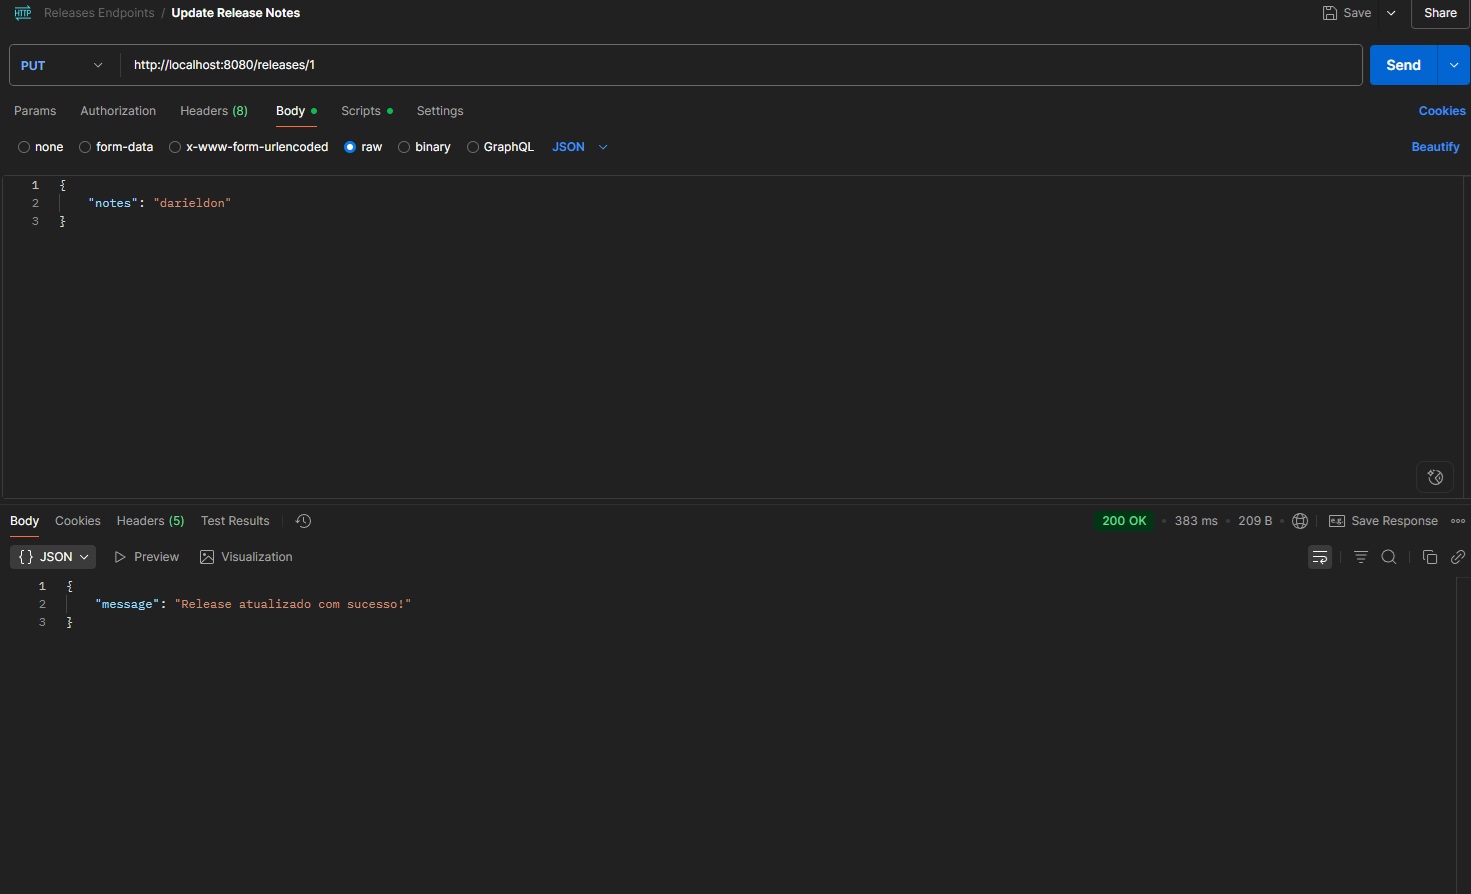 HTTP Releases Endpoints / Update Release Notes Save Share
PUT http://localhost:8080/releases/1 Send
Params Authorization Headers (8) Body Scripts Settings Cookies
none form-data x-www-form-urlencoded raw binary GraphQL JSON Beautify
1 {
2 "notes": "darieldon"
3 }
Body Cookies Headers (5) Test Results 200 OK 383 ms 209 B e.g. Save Response
{} JSON Preview Visualization
1 {
2 "message": "Release atualizado com sucesso!"
3 }